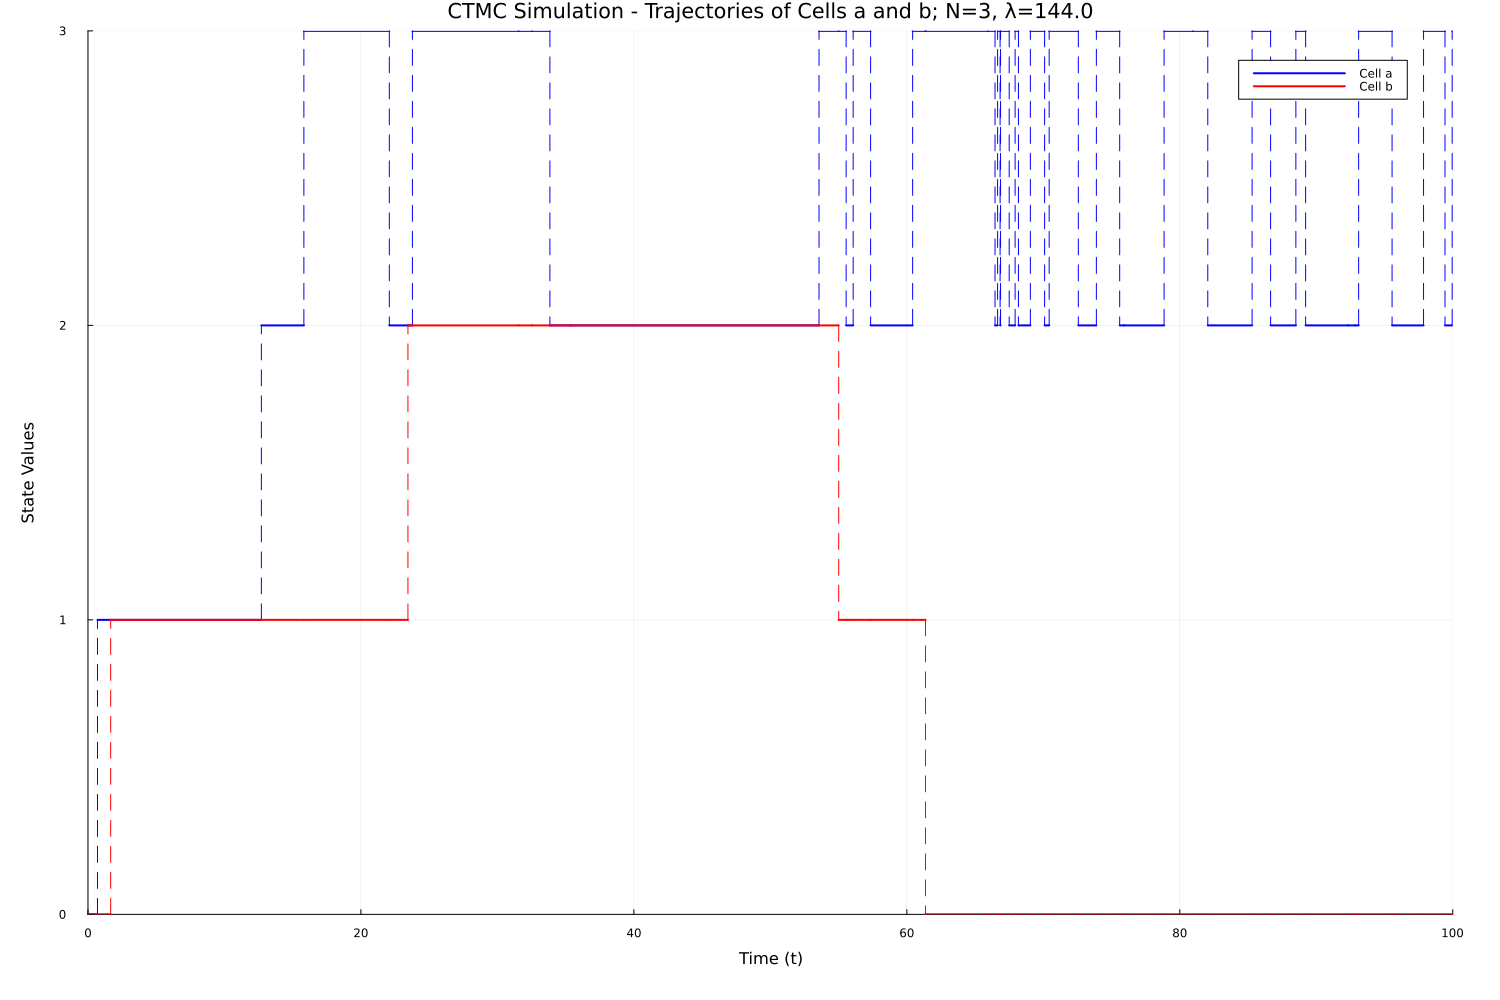 CTMC Simulation - Trajectories of Cells a and b; N=3, λ=144.0
3
Cell a
Cell b
2
State Values
1
0
0 20 40 60 80 100
Time (t)